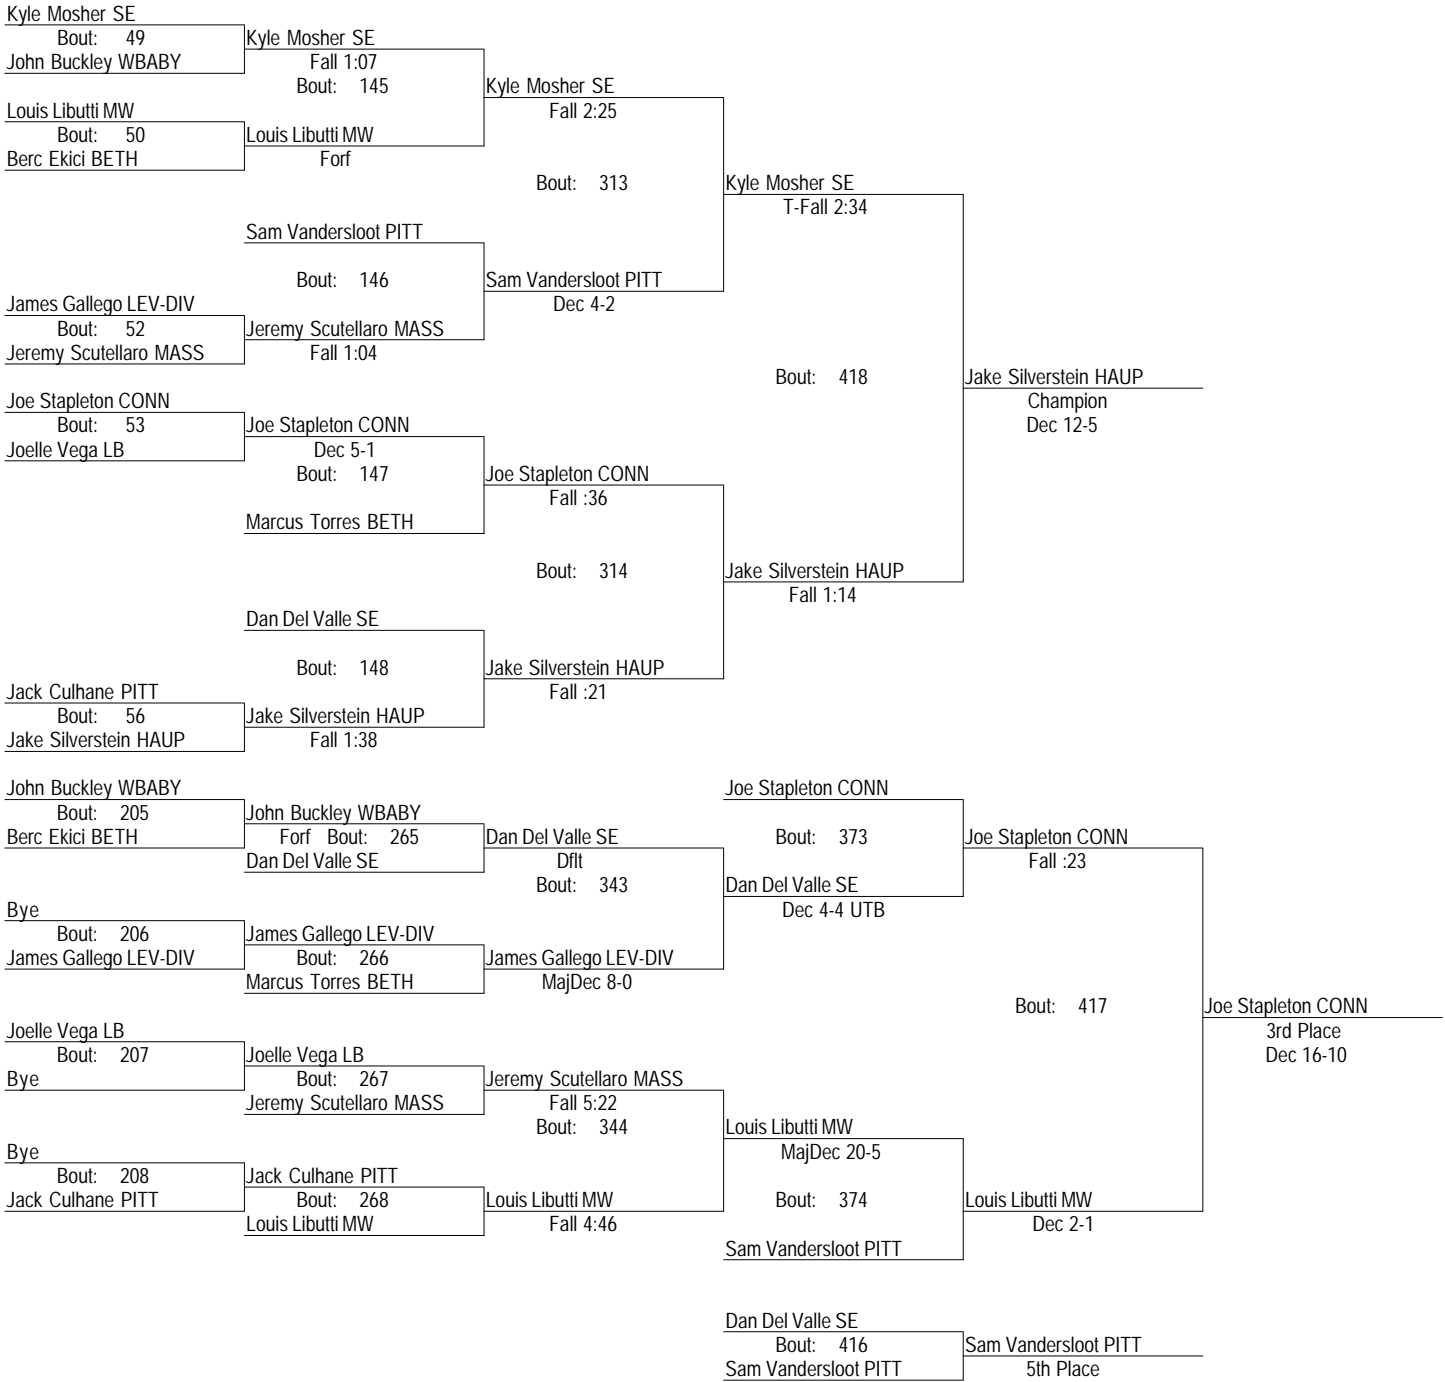 Kyle Mosher SE
Bout: 49
Kyle Mosher SE
John Buckley WBABY
Fall 1:07
Bout: 145
Kyle Mosher SE
Louis Libutti MW
Fall 2:25
Bout: 50
Louis Libutti MW
Berc Ekici BETH
Forf
Bout: 313
Kyle Mosher SE
T-Fall 2:34
Sam Vandersloot PITT
Bout: 146
Sam Vandersloot PITT
James Gallego LEV-DIV
Dec 4-2
Bout: 52
Jeremy Scutellaro MASS
Jeremy Scutellaro MASS
Fall 1:04
Bout: 418
Jake Silverstein HAUP
Joe Stapleton CONN
Champion
Bout: 53
Joe Stapleton CONN
Dec 12-5
Joelle Vega LB
Dec 5-1
Bout: 147
Joe Stapleton CONN
Fall :36
Marcus Torres BETH
Bout: 314
Jake Silverstein HAUP
Fall 1:14
Dan Del Valle SE
Bout: 148
Jake Silverstein HAUP
Jack Culhane PITT
Fall :21
Bout: 56
Jake Silverstein HAUP
Jake Silverstein HAUP
Fall 1:38
John Buckley WBABY
Joe Stapleton CONN
Bout: 205
John Buckley WBABY
Berc Ekici BETH
Forf Bout: 265
Dan Del Valle SE
Bout: 373
Joe Stapleton CONN
Dan Del Valle SE
Dflt
Fall :23
Bout: 343
Dan Del Valle SE
Bye
Dec 4-4 UTB
Bout: 206
James Gallego LEV-DIV
James Gallego LEV-DIV
Bout: 266
James Gallego LEV-DIV
Marcus Torres BETH
MajDec 8-0
Bout: 417
Joe Stapleton CONN
Joelle Vega LB
3rd Place
Bout: 207
Joelle Vega LB
Dec 16-10
Bye
Bout: 267
Jeremy Scutellaro MASS
Jeremy Scutellaro MASS
Fall 5:22
Bout: 344
Louis Libutti MW
Bye
MajDec 20-5
Bout: 208
Jack Culhane PITT
Jack Culhane PITT
Bout: 268
Louis Libutti MW
Bout: 374
Louis Libutti MW
Louis Libutti MW
Fall 4:46
Dec 2-1
Sam Vandersloot PITT
Dan Del Valle SE
Bout: 416
Sam Vandersloot PITT
Sam Vandersloot PITT
5th Place